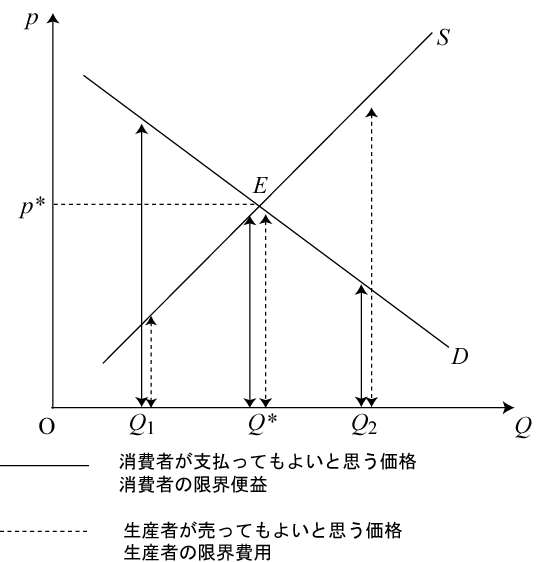 p
S
E
p*
D
O
Q1
Q*
Q2
Q
消費者が支払ってもよいと思う価格
消費者の限界便益
生産者が売ってもよいと思う価格
生産者の限界費用